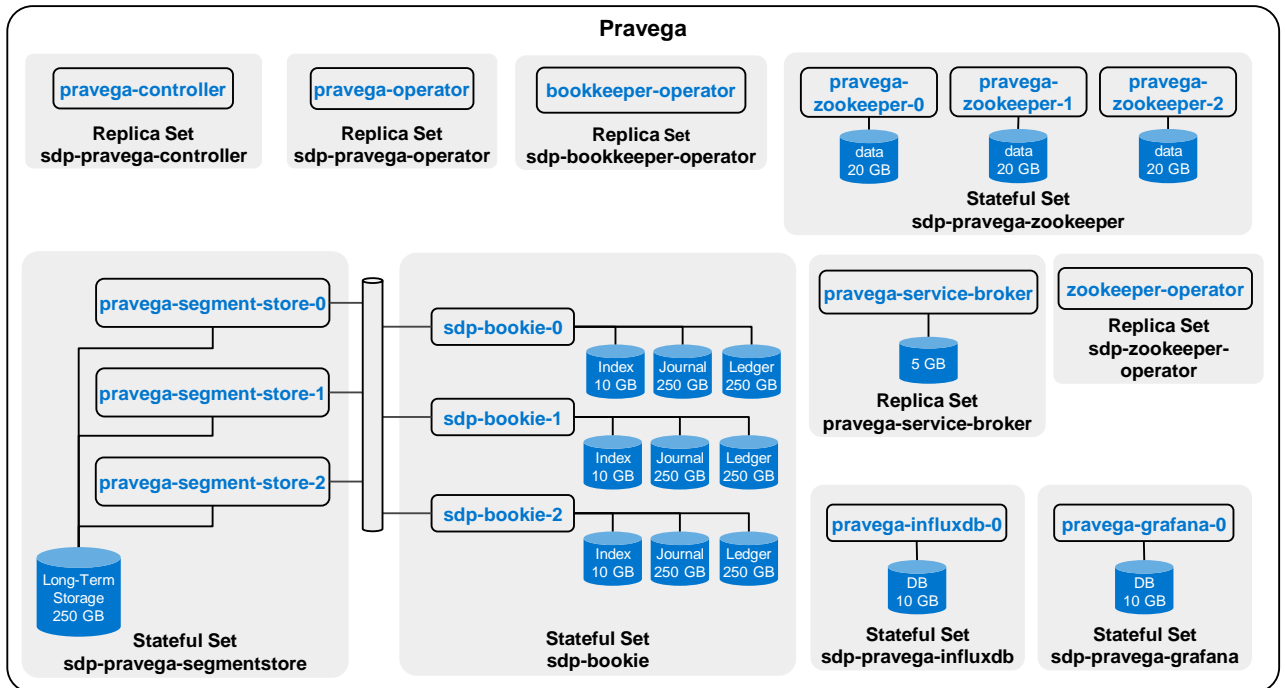 Pravega
pravega-controller
Replica Set
sdp-pravega-controller
pravega-operator
Replica Set
sdp-pravega-operator
bookkeeper-operator
Replica Set
sdp-bookkeeper-operator
pravega-
zookeeper-0
data
20 GB
pravega-
zookeeper-1
data
20 GB
pravega-
zookeeper-2
data
20 GB
Stateful Set
sdp-pravega-zookeeper
pravega-segment-store-0
pravega-segment-store-1
pravega-segment-store-2
Long-Term
Storage
250 GB
Stateful Set
sdp-pravega-segmentstore
sdp-bookie-0
Index
10 GB
Journal
250 GB
Ledger
250 GB
sdp-bookie-1
Index
10 GB
Journal
250 GB
Ledger
250 GB
sdp-bookie-2
Index
10 GB
Journal
250 GB
Ledger
250 GB
Stateful Set
sdp-bookie
pravega-service-broker
5 GB
Replica Set
pravega-service-broker
zookeeper-operator
Replica Set
sdp-zookeeper-
operator
pravega-influxdb-0
DB
10 GB
Stateful Set
sdp-pravega-influxdb
pravega-grafana-0
DB
10 GB
Stateful Set
sdp-pravega-grafana